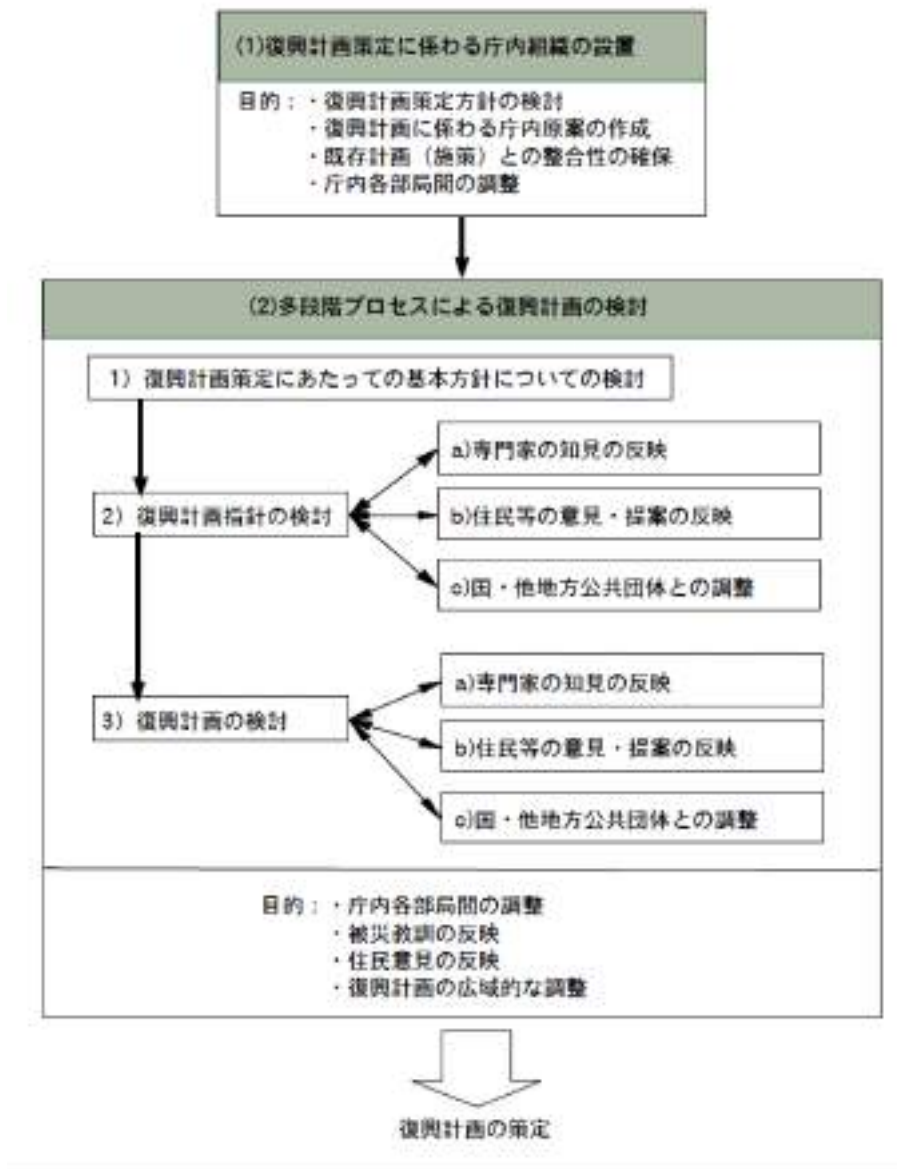 (1)復興計画策定に係わる庁内組織の設置
目的：・復興計画策定方針の検討
・復興計画に係わる庁内原案の作成
・既存計画（施策）との整合性の確保
・庁内各部局間の調整
(2)多段階プロセスによる復興計画の検討
1）復興計画策定にあたっての基本方針についての検討
a)専門家の知見の反映
2）復興計画指針の検討
b)住民等の意見・提案の反映
c)国・他地方公共団体との調整
a)専門家の知見の反映
3）復興計画の検討
b)住民等の意見・提案の反映
c)国・他地方公共団体との調整
目的：・庁内各部局間の調整
・被災教訓の反映
・住民意見の反映
・復興計画の広域的な調整
復興計画の策定